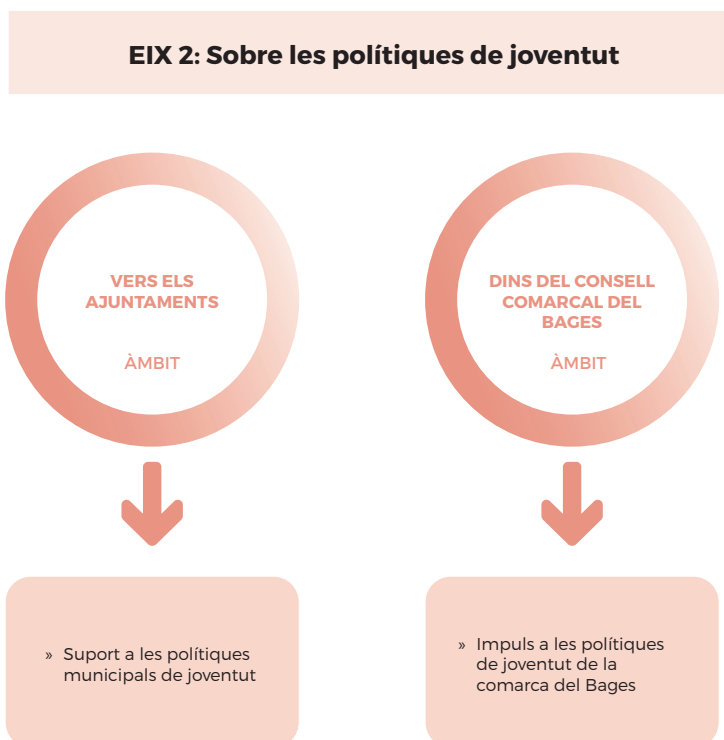 EIX 2: Sobre les polítiques de joventut
VERS ELS
AJUNTAMENTS
ÀMBIT
» Suport a les polítiques
municipals de joventut
DINS DEL CONSELL
COMARCAL DEL
BAGES
ÀMBIT
» Impuls a les polítiques
de joventut de la
comarca del Bages